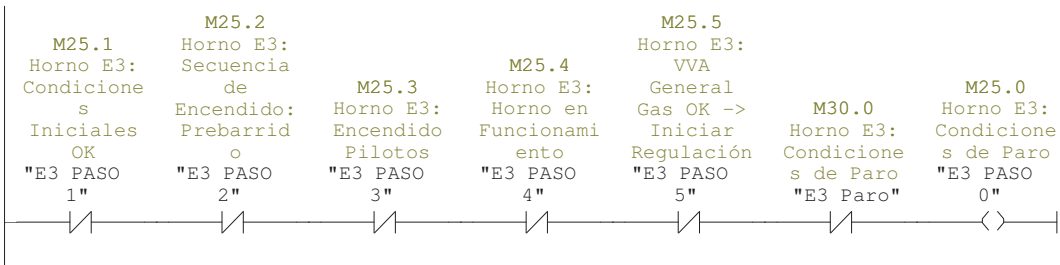 M25.1
Horno E3:
Condicione
s
Iniciales
OK
"E3 PASO
1"
M25.2
Horno E3:
Secuencia
de
Encendido:
Prebarrid
o
"E3 PASO
2"
M25.3
Horno E3:
Encendido
Pilotos
"E3 PASO
3"
M25.4
Horno E3:
Horno en
Funcionami
ento
"E3 PASO
4"
M25.5
Horno E3:
VVA
General
Gas OK ->
Iniciar
Regulación
"E3 PASO
5"
M30.0
Horno E3:
Condicione
s de Paro
"E3 Paro"
M25.0
Horno E3:
Condicione
s de Paro
"E3 PASO
0"